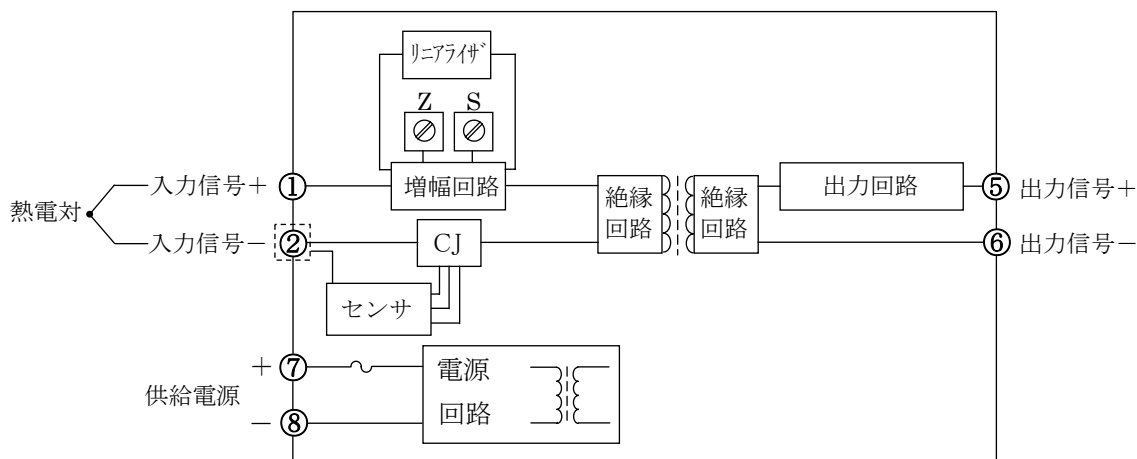 リニアライザ
Z
S
熱電対
入力信号+
①
増幅回路
絶縁
回路
絶縁
回路
出力回路
⑤
出力信号+
入力信号-
②
CJ
⑥
出力信号-
センサ
供給電源
+
⑦
-
⑧
電源
回路